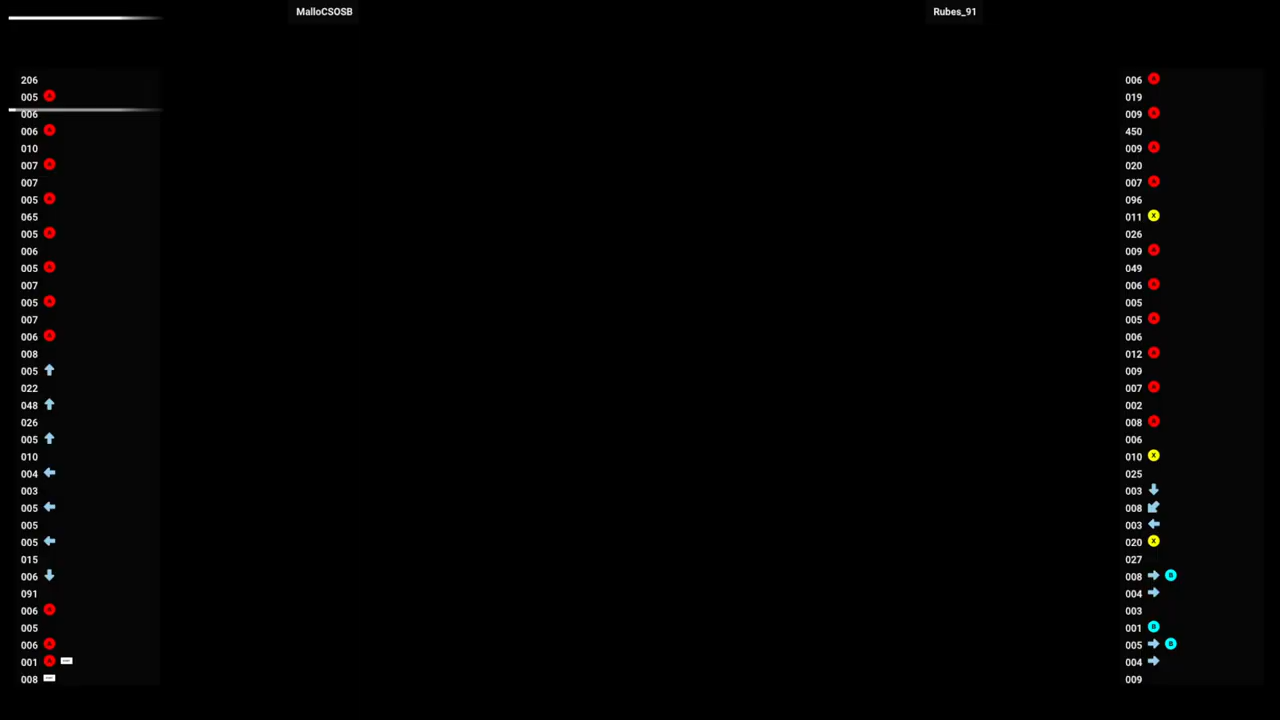 MalloCSOSB
Rubes_91
206
005 A
006
006 A
010
007 A
007
005 A
065
005 A
006
005 A
007
005 A
007
006 A
008
005
022
048
026
005
010
004
003
005
005
005
015
006
091
006 A
005
006 A
001 A
008
006 A
019
009 A
450
009 A
020
007 A
096
011 X
026
009 A
049
006 A
005
005 A
006
012 A
009
007 A
002
008 A
006
010 X
025
003
008
003
020 X
027
008 B
004
003
001 B
005 B
004
009